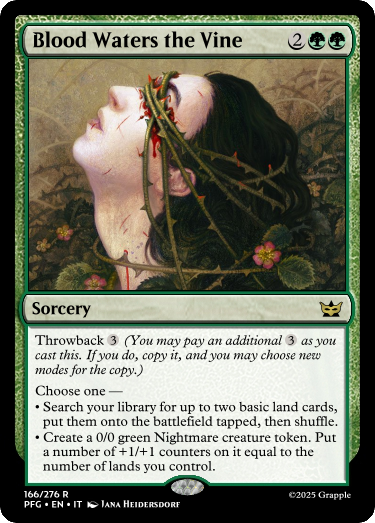 Blood Waters the Vine 2
Sorcery
Throwback 3 (You may pay an additional 3 as you
cast this. If you do, copy it, and you may choose new
modes for the copy.)
Choose one —
• Search your library for up to two basic land cards,
put them onto the battlefield tapped, then shuffle.
• Create a 0/0 green Nightmare creature token. Put
a number of +1/+1 counters on it equal to the
number of lands you control.
166/276 R
PFG • EN • IT Jana Heidersdorf
©2025 Grapple